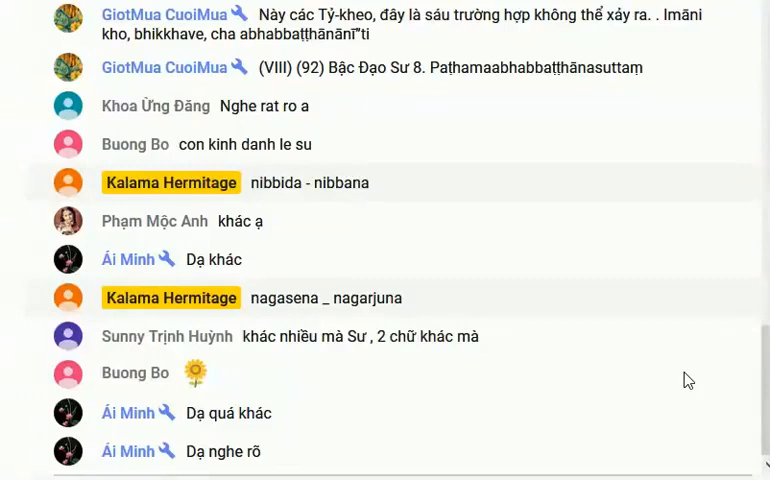 GiotMua CuoiMua Này các Tỷ-kheo, đây là sáu trường hợp không thể xảy ra. . Imāni
kho, bhikkhave, cha abhabbaṭṭhānānī”ti
GiotMua CuoiMua (VIII) (92) Bậc Đạo Sư 8. Paṭhamaabhabbaṭṭhānasuttaṃ
Khoa Ừng Đăng Nghe rat ro a
Buong Bo con kinh danh le su
Kalama Hermitage nibbida - nibbana
Phạm Mộc Anh khác ạ
Ái Minh Dạ khác
Kalama Hermitage nagasena _ nagarjuna
Sunny Trịnh Huỳnh khác nhiều mà Sư , 2 chữ khác mà
Buong Bo
Ái Minh Dạ quá khác
Ái Minh Dạ nghe rõ